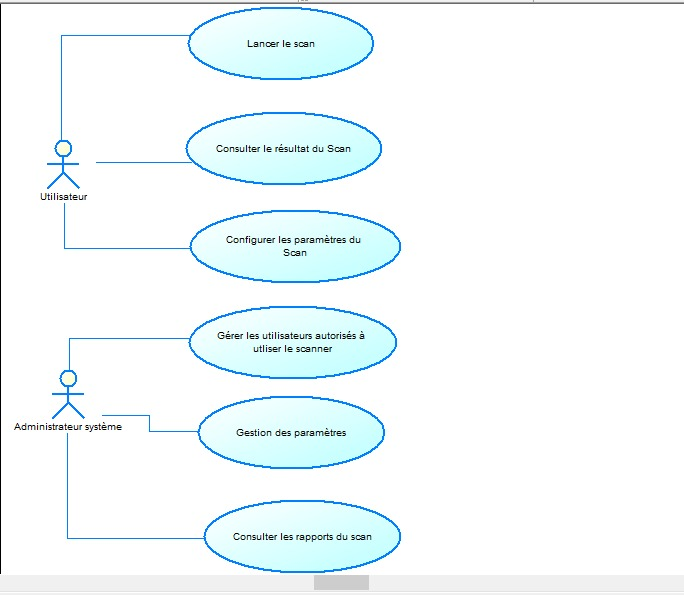 Lancer le scan
Consulter le résultat du Scan
Utilisateur
Configurer les paramètres du
Scan
Gérer les utilisateurs autorisés à
utliser le scanner
Administrateur système
Gestion des paramètres
Consulter les rapports du scan